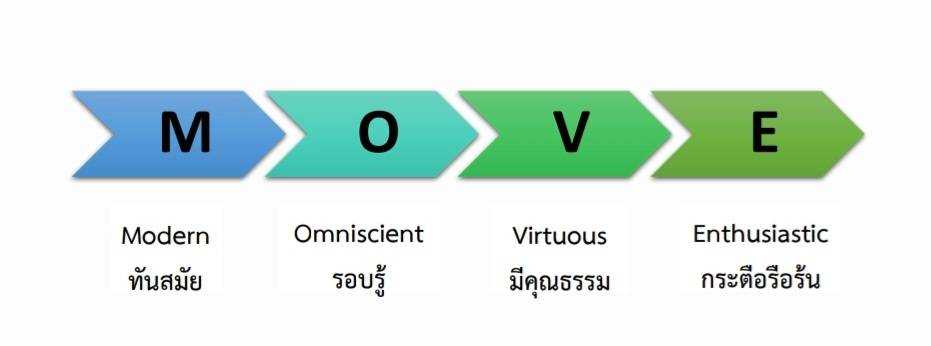 M O V E
Modern Omniscient Virtuous Enthusiastic
ทันสมัย รอบรู้ มีคุณธรรม กระตือรือร้น